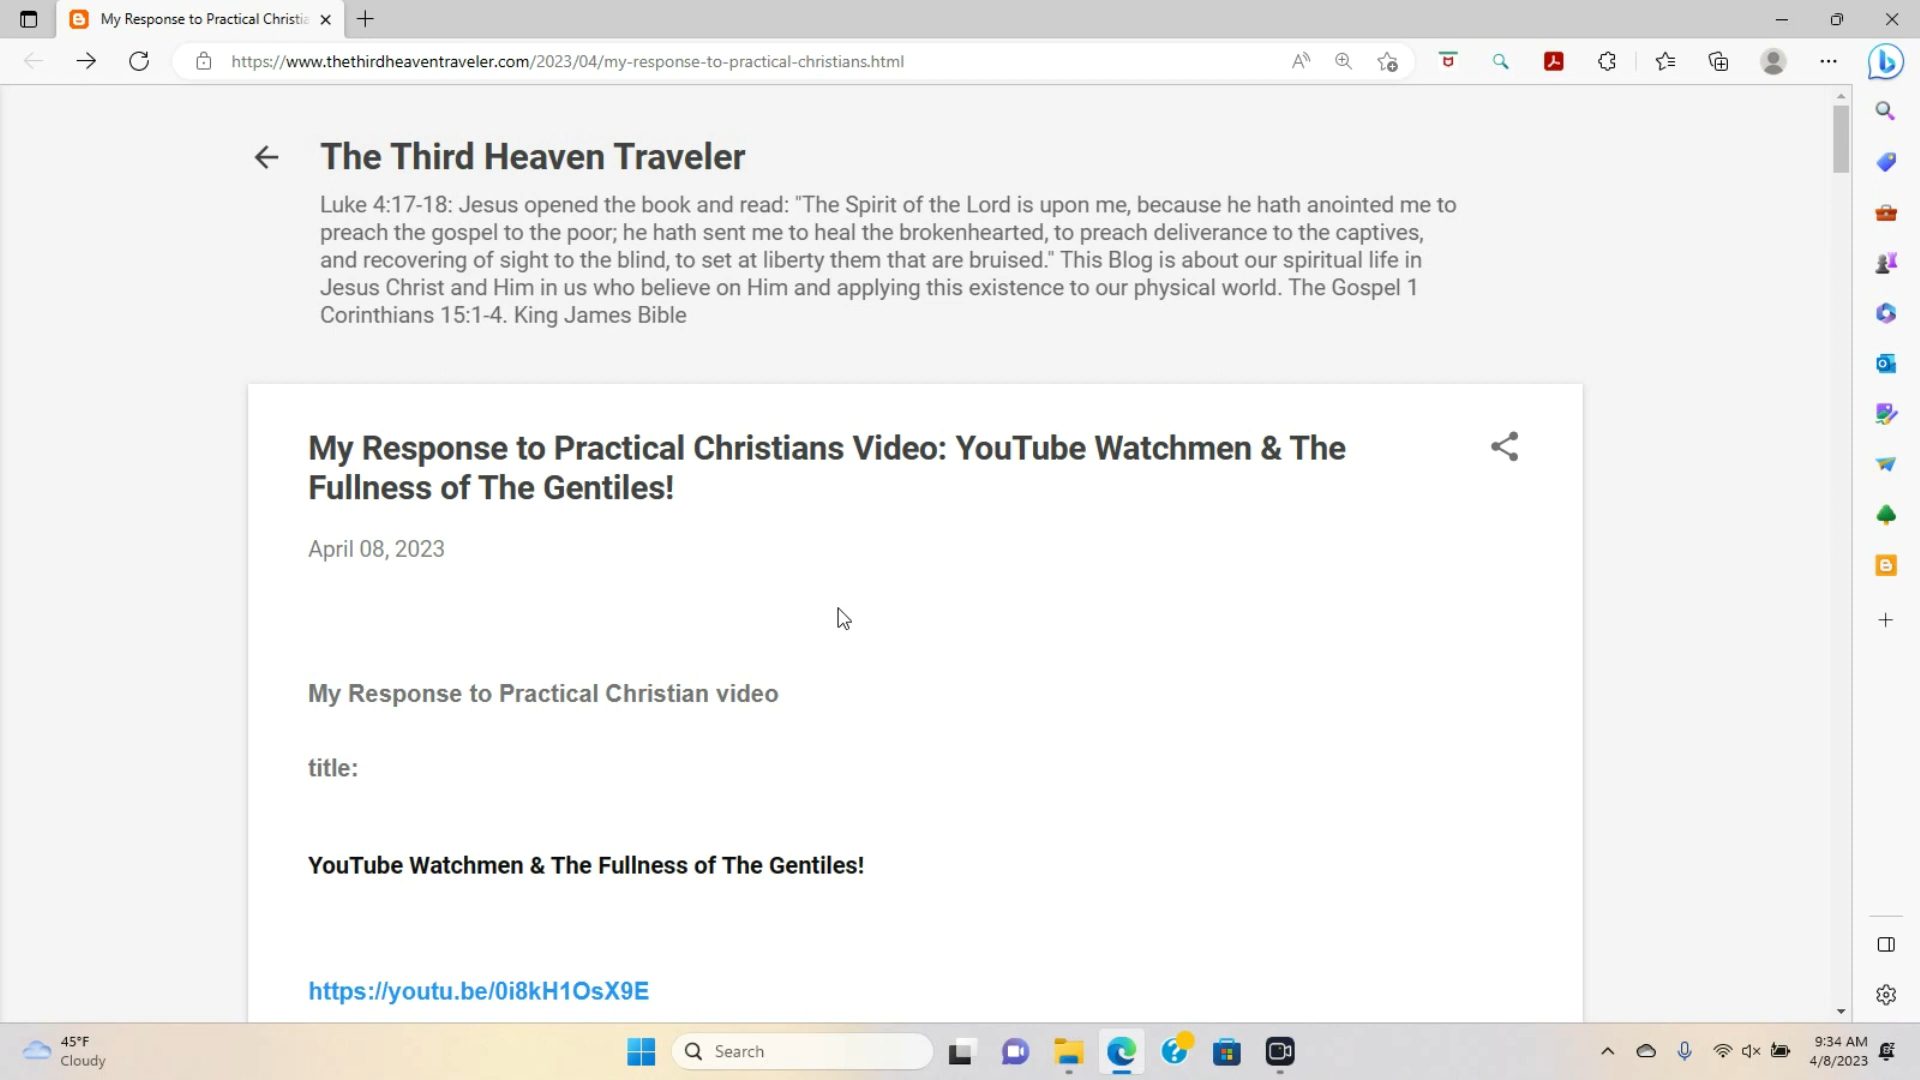 My Response to Practical Christia
https://www.thethirdheaventraveler.com/2023/04/my-response-to-practical-christians.html
The Third Heaven Traveler
Luke 4:17-18: Jesus opened the book and read: "The Spirit of the Lord is upon me, because he hath anointed me to
preach the gospel to the poor; he hath sent me to heal the brokenhearted, to preach deliverance to the captives,
and recovering of sight to the blind, to set at liberty them that are bruised." This Blog is about our spiritual life in
Jesus Christ and Him in us who believe on Him and applying this existence to our physical world. The Gospel 1
Corinthians 15:1-4. King James Bible
My Response to Practical Christians Video: YouTube Watchmen & The
Fullness of The Gentiles!
April 08, 2023
My Response to Practical Christian video
title:
YouTube Watchmen & The Fullness of The Gentiles!
https://youtu.be/0i8kH1OsX9E
45°F
Cloudy
Search
9:34 AM
4/8/2023